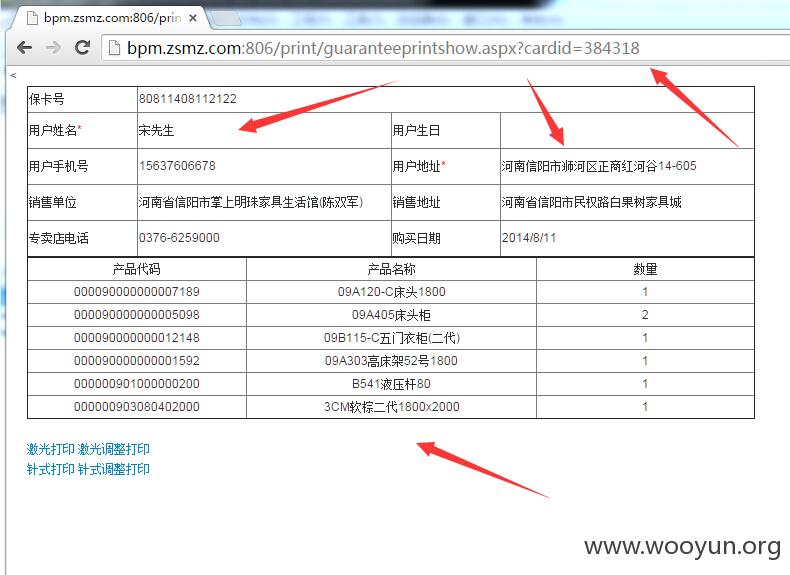 bpm.zsmz.com:806/prin
bpm.zsmz.com:806/print/guaranteeprintshow.aspx?cardid=384318
<
保卡号 80811408112122
用户姓名* 宋先生 用户生日
用户手机号 15637606678 用户地址* 河南信阳市狮河区正商红河谷14-605
销售单位 河南省信阳市掌上明珠家具生活馆(陈双军) 销售地址 河南省信阳市民权路白果树家具城
专卖店电话 0376-6259000 购买日期 2014/8/11
产品代码 产品名称 数量
000090000000007189 09A120-C床头1800 1
000090000000005098 09A405床头柜 2
000090000000012148 09B115-C五门衣柜(二代) 1
000090000000001592 09A303高床架52号1800 1
000000901000000200 B541液压杆80 1
000000903080402000 3CM软棕二代1800x2000 1
激光打印 激光调整打印
针式打印 针式调整打印
www.wooyun.org